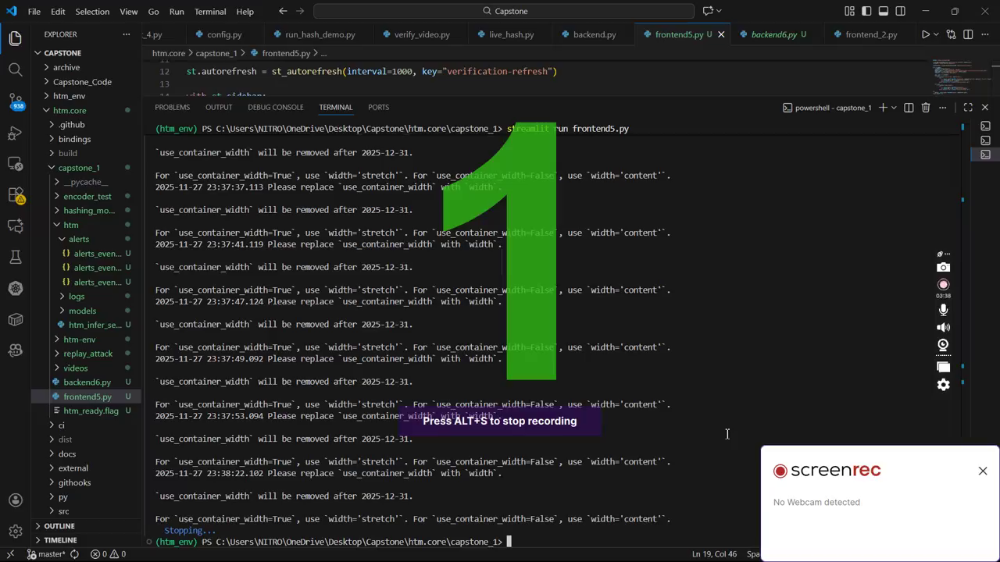 File Edit Selection View Go Run Terminal Help
Capstone
EXPLORER
_4.py config.py run_hash_demo.py verify_video.py live_hash.py backend.py frontend5.py U backend6.py U frontend_2.py
CAPSTONE
htm.core > capstone_1 > frontend5.py > ...
archive
Capstone_Code
htm_env
938
htm.core
.github
bindings
build
capstone_1
__pycache__
encoder_test
hashing_mo...
htm
alerts
alerts_even... U
alerts_even... U
alerts_even... U
logs
models
htm_infer_se... U
htm-env
replay_attack
videos
backend6.py U
frontend5.py U
htm_ready.flag U
ci
dist
docs
external
githooks
py
src
OUTLINE
TIMELINE
12 st.autorefresh = st_autorefresh(interval=1000, key="verification-refresh")
13
PROBLEMS OUTPUT DEBUG CONSOLE TERMINAL PORTS
powershell - capstone_1
(htm_env) PS C:\Users\NITRO\OneDrive\Desktop\Capstone\htm.core\capstone_1> streamlit run frontend5.py
`use_container_width` will be removed after 2025-12-31.
For `use_container_width=True`, use `width='stretch'`. For `use_container_width=False`, use `width='content'`.
2025-11-27 23:37:37.113 Please replace `use_container_width` with `width`.
`use_container_width` will be removed after 2025-12-31.
For `use_container_width=True`, use `width='stretch'`. For `use_container_width=False`, use `width='content'`.
2025-11-27 23:37:41.119 Please replace `use_container_width` with `width`.
`use_container_width` will be removed after 2025-12-31.
For `use_container_width=True`, use `width='stretch'`. For `use_container_width=False`, use `width='content'`.
2025-11-27 23:37:47.124 Please replace `use_container_width` with `width`.
`use_container_width` will be removed after 2025-12-31.
For `use_container_width=True`, use `width='stretch'`. For `use_container_width=False`, use `width='content'`.
2025-11-27 23:37:49.092 Please replace `use_container_width` with `width`.
`use_container_width` will be removed after 2025-12-31.
For `use_container_width=True`, use `width='stretch'`. For `use_container_width=False`, use `width='content'`.
2025-11-27 23:37:53.094 Please replace `use_container_width` with `width`.
`use_container_width` will be removed after 2025-12-31.
For `use_container_width=True`, use `width='stretch'`. For `use_container_width=False`, use `width='content'`.
2025-11-27 23:38:22.102 Please replace `use_container_width` with `width`.
`use_container_width` will be removed after 2025-12-31.
For `use_container_width=True`, use `width='stretch'`. For `use_container_width=False`, use `width='content'`.
Stopping...
(htm_env) PS C:\Users\NITRO\OneDrive\Desktop\Capstone\htm.core\capstone_1>
1
Press ALT+S to stop recording
03:38
screenrec
No Webcam detected
master* 0 0
Ln 19, Col 46